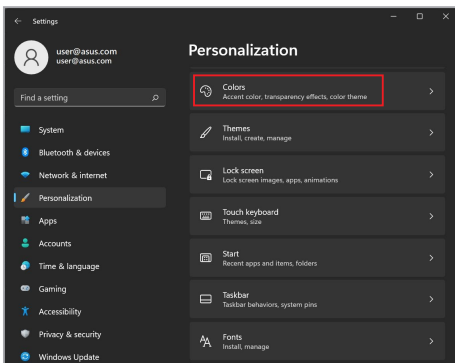 Settings
user@asus.com
user@asus.com
Find a setting
System
Bluetooth & devices
Network & internet
Personalization
Apps
Accounts
Time & language
Gaming
Accessibility
Privacy & security
Windows Update
Personalization
Colors
Accent color, transparency effects, color theme
Themes
Install, create, manage
Lock screen
Lock screen images, apps, animations
Touch keyboard
Themes, size
Start
Recent apps and items, folders
Taskbar
Taskbar behaviors, system pins
Fonts
Install, manage